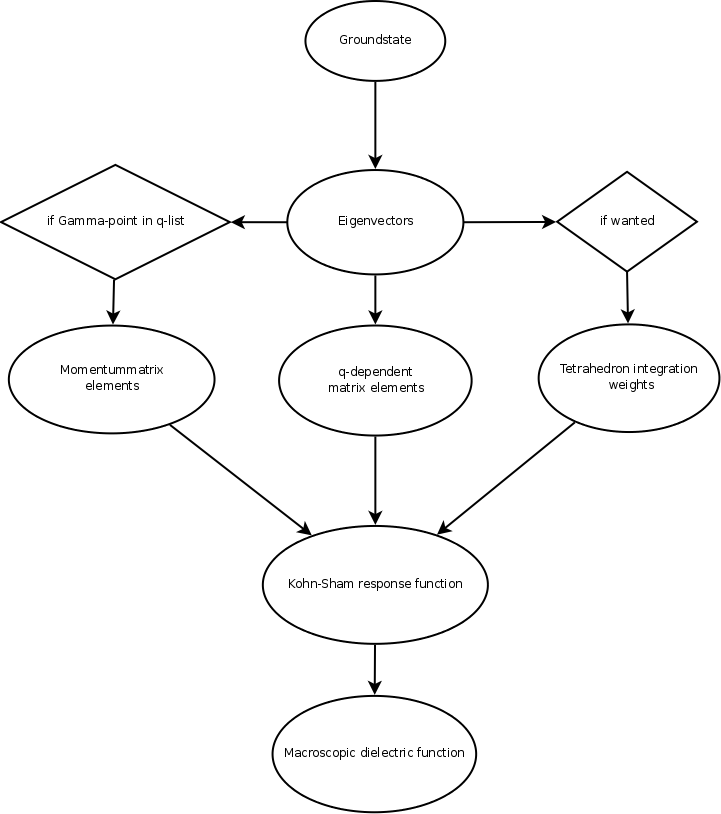 Groundstate
if Gamma-point in q-list
Eigenvectors
if wanted
Momentummatrix
elements
q-dependent
matrix elements
Tetrahedron integration
weights
Kohn-Sham response function
Macroscopic dielectric function